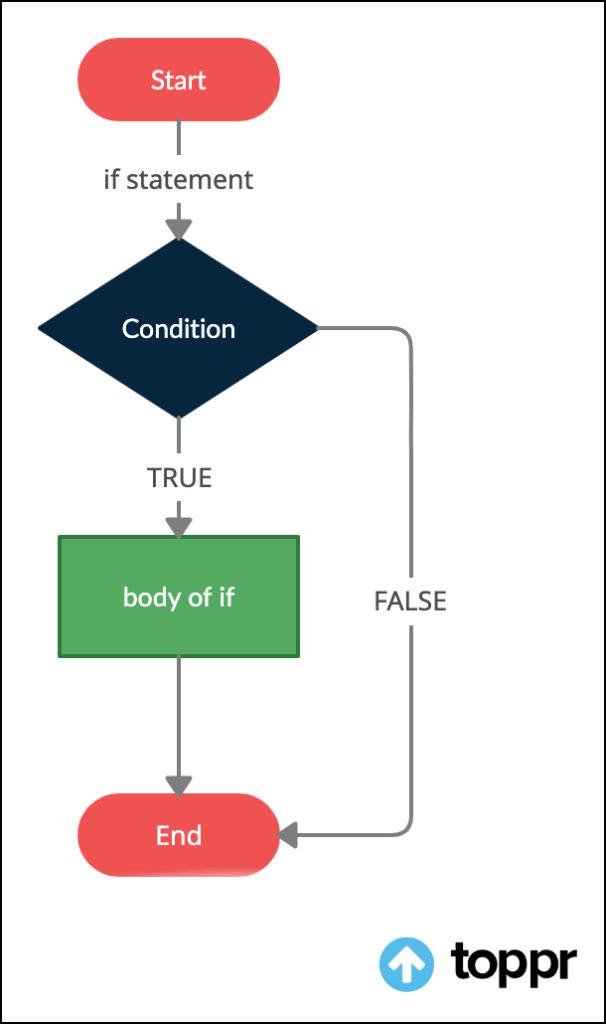 Start
if statement
Condition
TRUE
body of if
FALSE
End
toppr